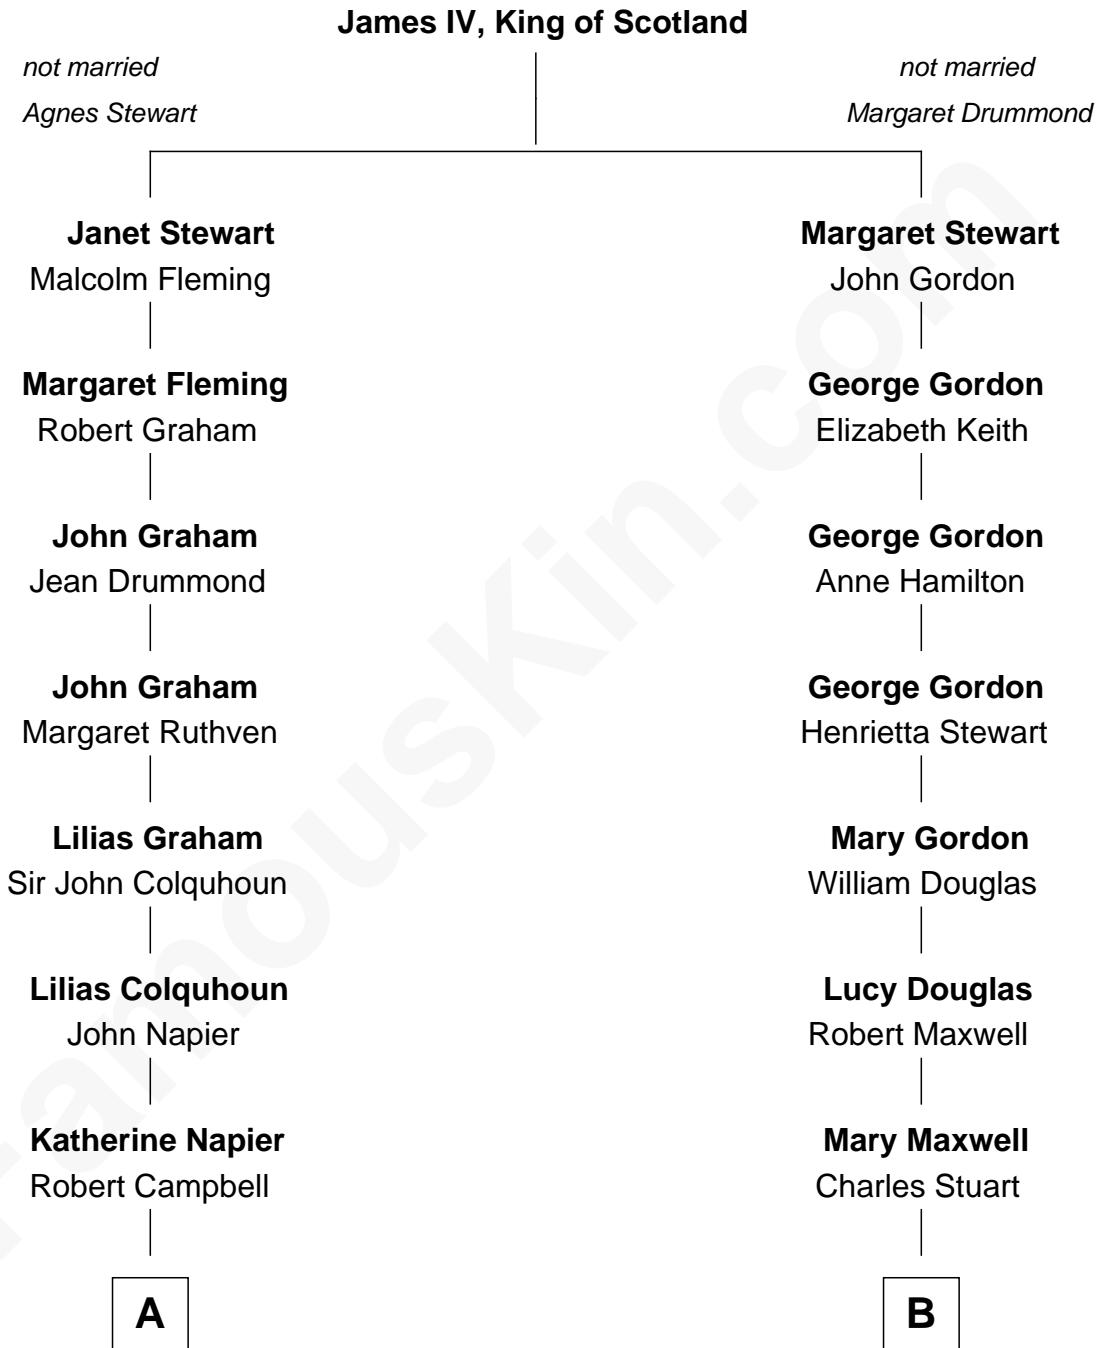 James IV, King of Scotland
not married
not married
Agnes Stewart
Margaret Drummond
Janet Stewart
Malcolm Fleming
Margaret Stewart
John Gordon
Margaret Fleming
Robert Graham
George Gordon
Elizabeth Keith
John Graham
Jean Drummond
George Gordon
Anne Hamilton
John Graham
Margaret Ruthven
George Gordon
Henrietta Stewart
Lilias Graham
Sir John Colquhoun
Mary Gordon
William Douglas
Lilias Colquhoun
John Napier
Lucy Douglas
Robert Maxwell
Katherine Napier
Robert Campbell
Mary Maxwell
Charles Stuart
A
B
FamousKin.com